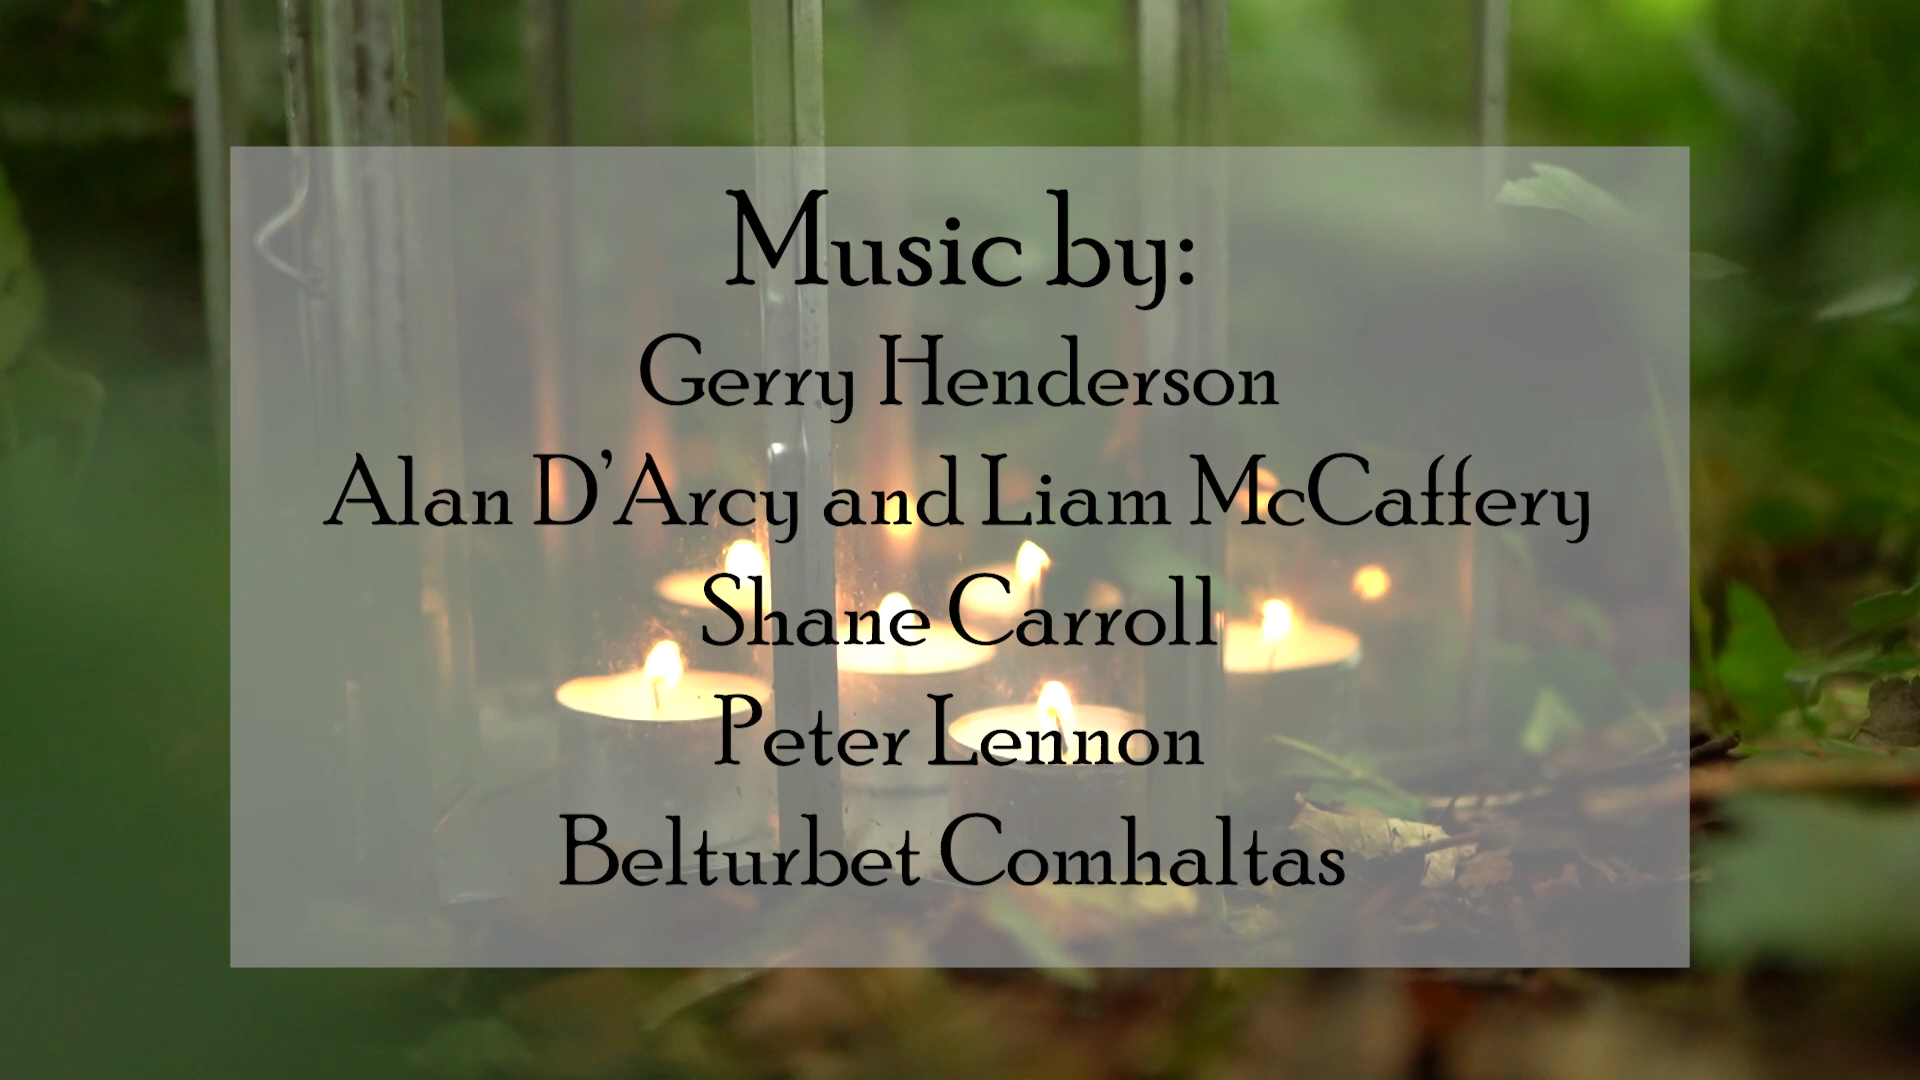 Music by:
Gerry Henderson
Alan D'Arcy and Liam McCaffery
Shane Carroll
Peter Lennon
Belturbet Comhaltas